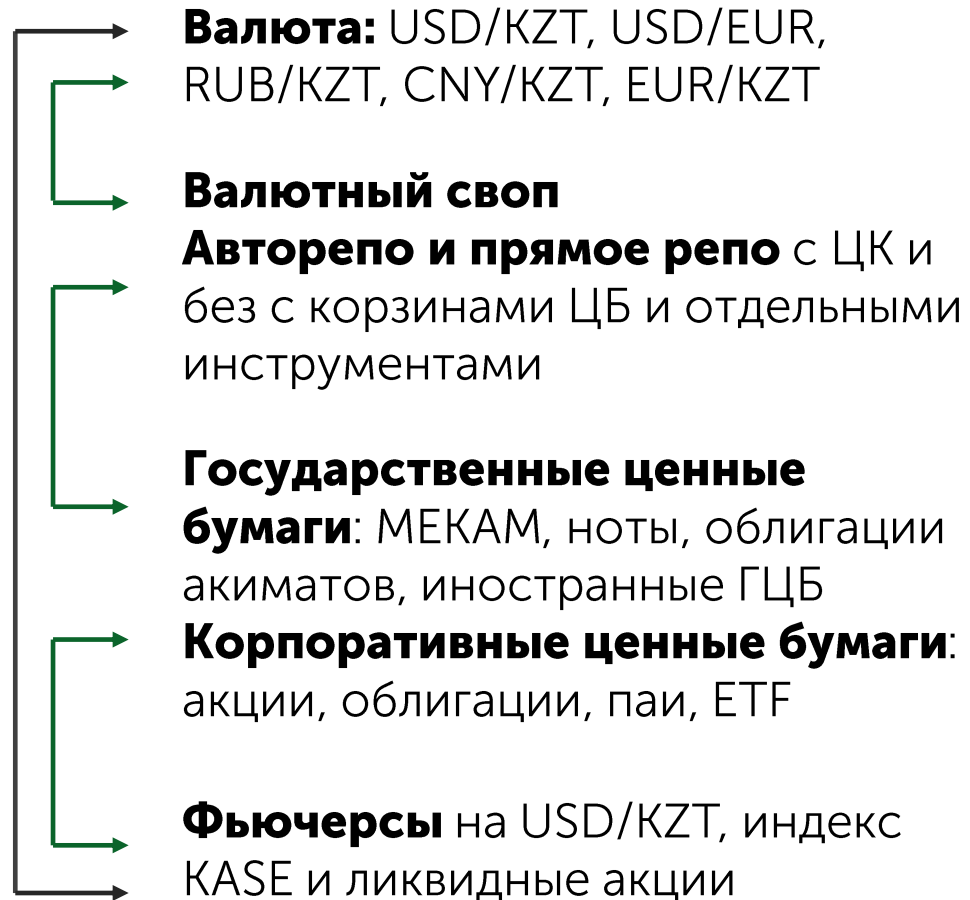 Валюта: USD/KZT, USD/EUR,
RUB/KZT, CNY/KZT, EUR/KZT
Валютный своп
Авторепо и прямое репо с ЦК и
без с корзинами ЦБ и отдельными
инструментами
Государственные ценные
бумаги: МЕКАМ, ноты, облигации
акиматов, иностранные ГЦБ
Корпоративные ценные бумаги:
акции, облигации, паи, ETF
Фьючерсы на USD/KZT, индекс
KASE и ликвидные акции